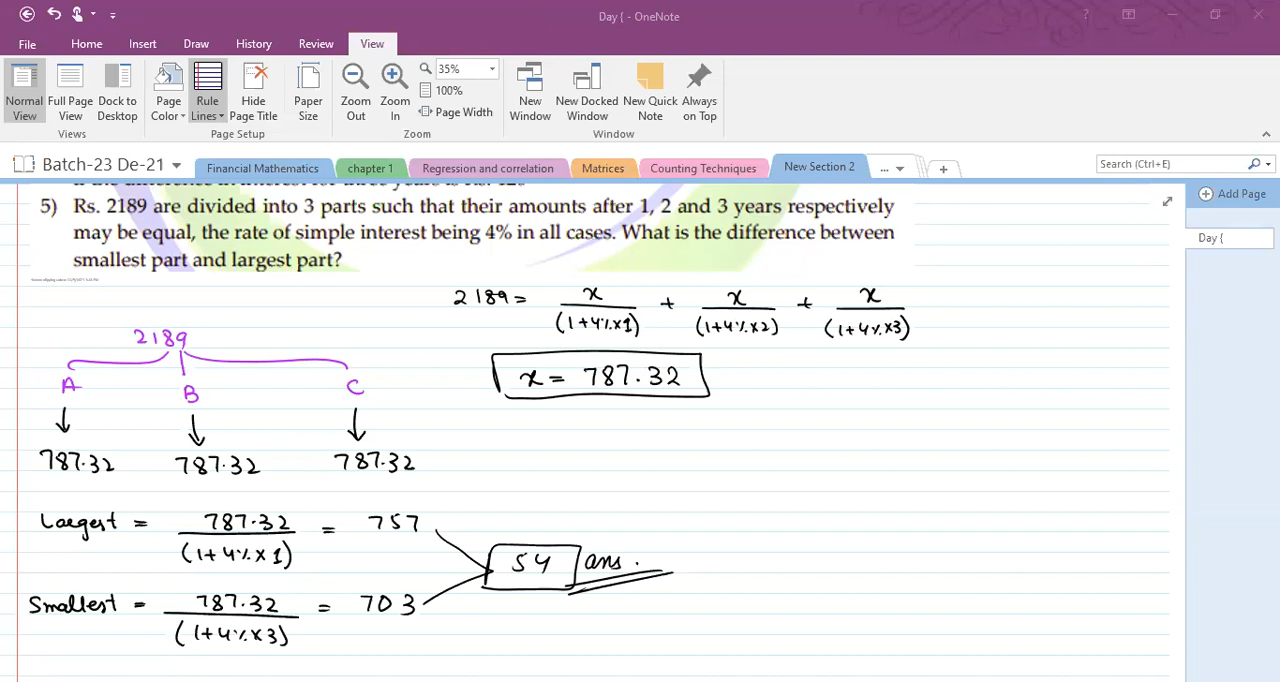 Day { - OneNote
File Home Insert Draw History Review View
Normal View Full Page View Dock to Desktop Page Color Rule Lines Hide Page Title Paper Size Zoom Out Zoom In 35% 100% Page Width New Window New Docked Window New Quick Note Always on Top
Views Page Setup Zoom Window
Batch-23 De-21 Financial Mathematics chapter 1 Regression and correlation Matrices Counting Techniques New Section 2 ... Search (Ctrl+E)
Add Page
Day {
5) Rs. 2189 are divided into 3 parts such that their amounts after 1, 2 and 3 years respectively
may be equal, the rate of simple interest being 4% in all cases. What is the difference between
smallest part and largest part?
2189 = x/(1+4%×1) + x/(1+4%×2) + x/(1+4%×3)
2189
x = 787.32
A B C
787.32 787.32 787.32
Largest = 787.32/(1+4%×1) = 757
54 ans.
Smallest = 787.32/(1+4%×3) = 703